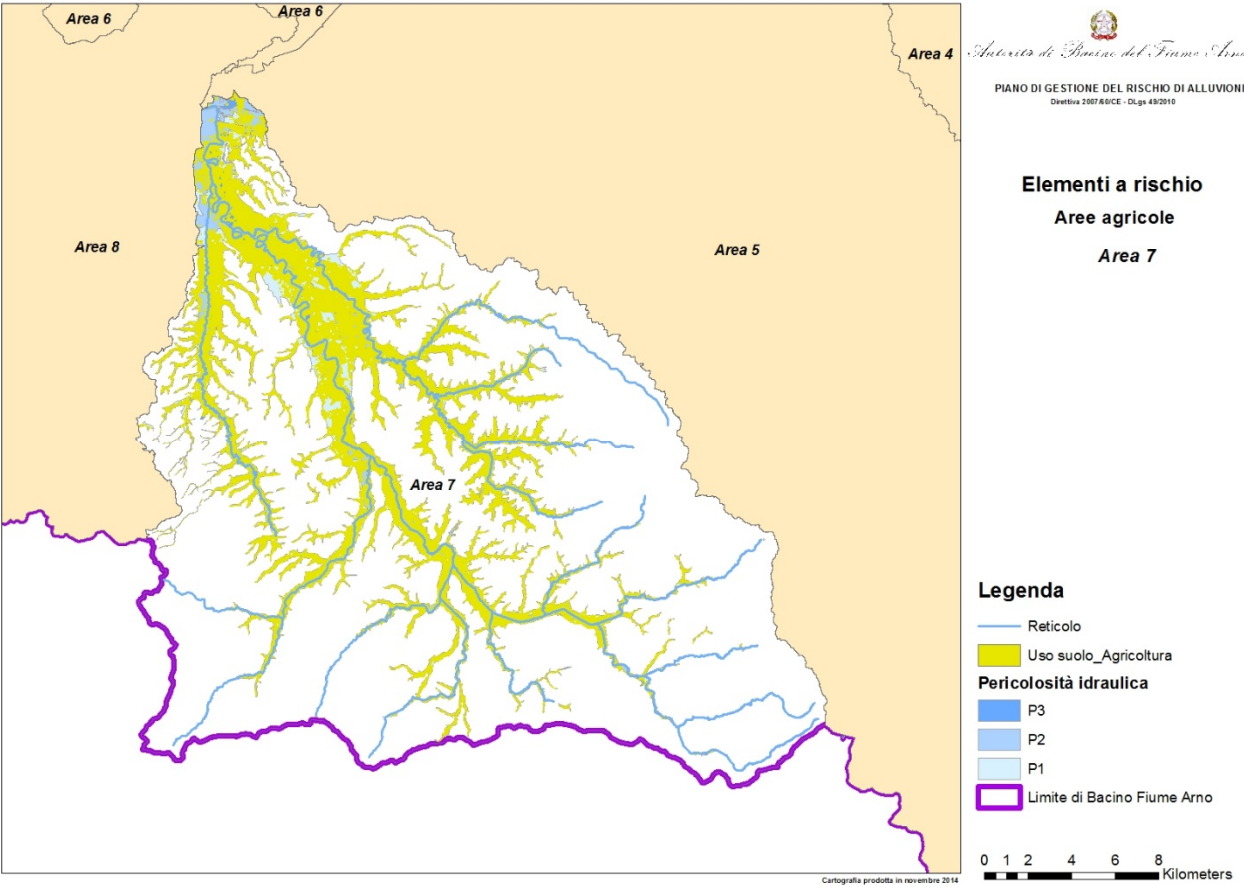 Area 6
Area 6
Area 4
Area 8
Area 5
Area 7
Autorità di Bacino del Fiume Arno
PIANO DI GESTIONE DEL RISCHIO DI ALLUVIONI
Direttiva 2007/60/CE - DLgs 49/2010
Elementi a rischio
Aree agricole
Area 7
Legenda
Reticolo
Uso suolo_Agricoltura
Pericolosità idraulica
P3
P2
P1
Limite di Bacino Fiume Arno
0 1 2 4 6 8
Kilometers
Cartografia prodotta in novembre 2014